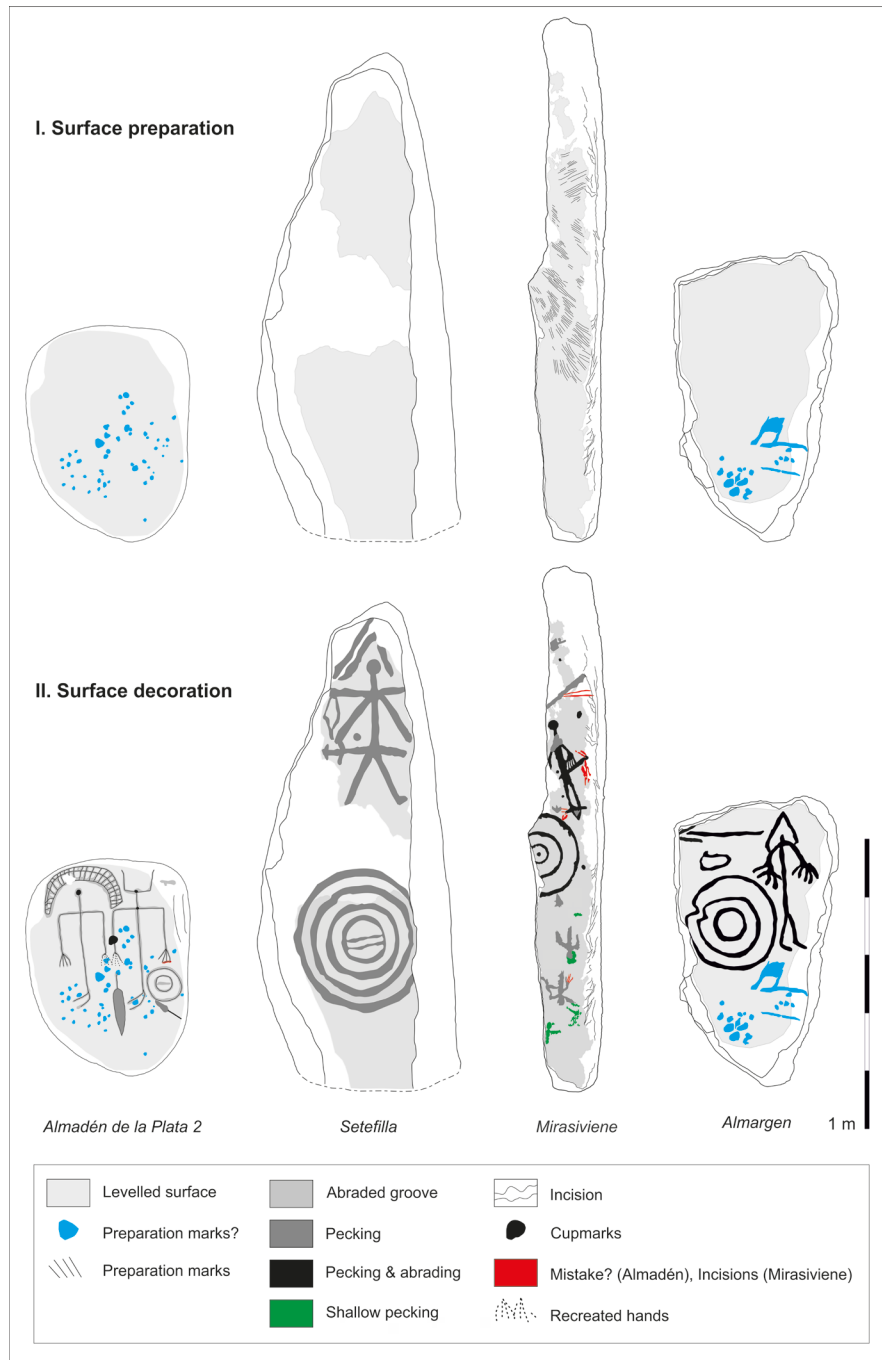 I. Surface preparation
II. Surface decoration
Almadén de la Plata 2
Setefilla
Mirasiviene
Almargen
1 m
Levelled surface
Preparation marks?
Preparation marks
Abraded groove
Pecking
Pecking & abrading
Shallow pecking
Incision
Cupmarks
Mistake? (Almadén), Incisions (Mirasiviene)
Recreated hands